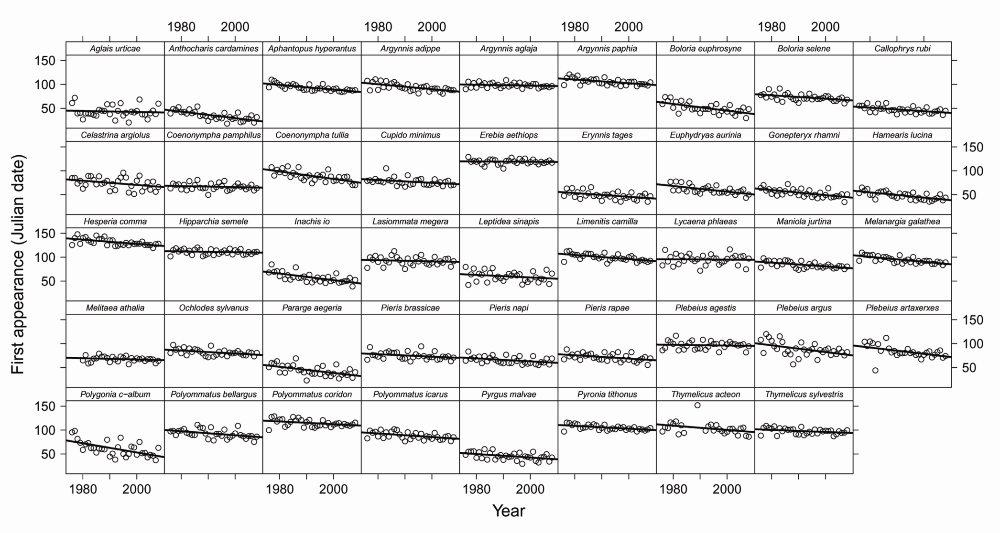 1980 2000 1980 2000 1980 2000 1980 2000
Aglais urticae Anthocharis cardamines Aphantopus hyperantus Argynnis adippe Argynnis aglaja Argynnis paphia Boloria euphrosyne Boloria selene Callophrys rubi
150
100
50
Celastrina argiolus Coenonympha pamphilus Coenonympha tullia Cupido minimus Erebia aethiops Erynnis tages Euphydryas aurinia Gonepteryx rhamni Hamearis lucina
150
100
50
Hesperia comma Hipparchia semele Inachis io Lasiommata megera Leptidea sinapis Limenitis camilla Lycaena phlaeas Maniola jurtina Melanargia galathea
150
100
50
First appearance (Julian date)
Melitaea athalia Ochlodes sylvanus Pararge aegeria Pieris brassicae Pieris napi Pieris rapae Plebeius agestis Plebeius argus Plebeius artaxerxes
150
100
50
Polygonia c−album Polyommatus bellargus Polyommatus coridon Polyommatus icarus Pyrgus malvae Pyronia tithonus Thymelicus acteon Thymelicus sylvestris
150
100
50
1980 2000 1980 2000 1980 2000 1980 2000
Year